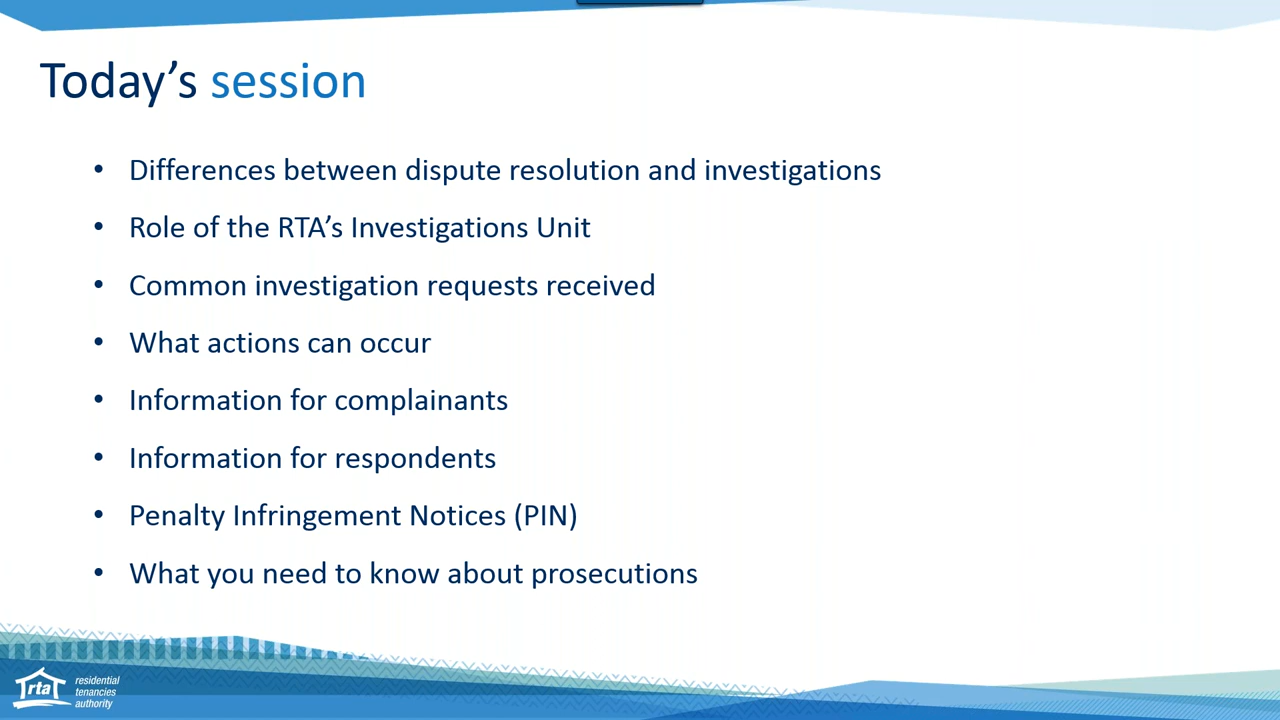 Today’s session
• Differences between dispute resolution and investigations
• Role of the RTA’s Investigations Unit
• Common investigation requests received
• What actions can occur
• Information for complainants
• Information for respondents
• Penalty Infringement Notices (PIN)
• What you need to know about prosecutions
rta
residential
tenancies
authority